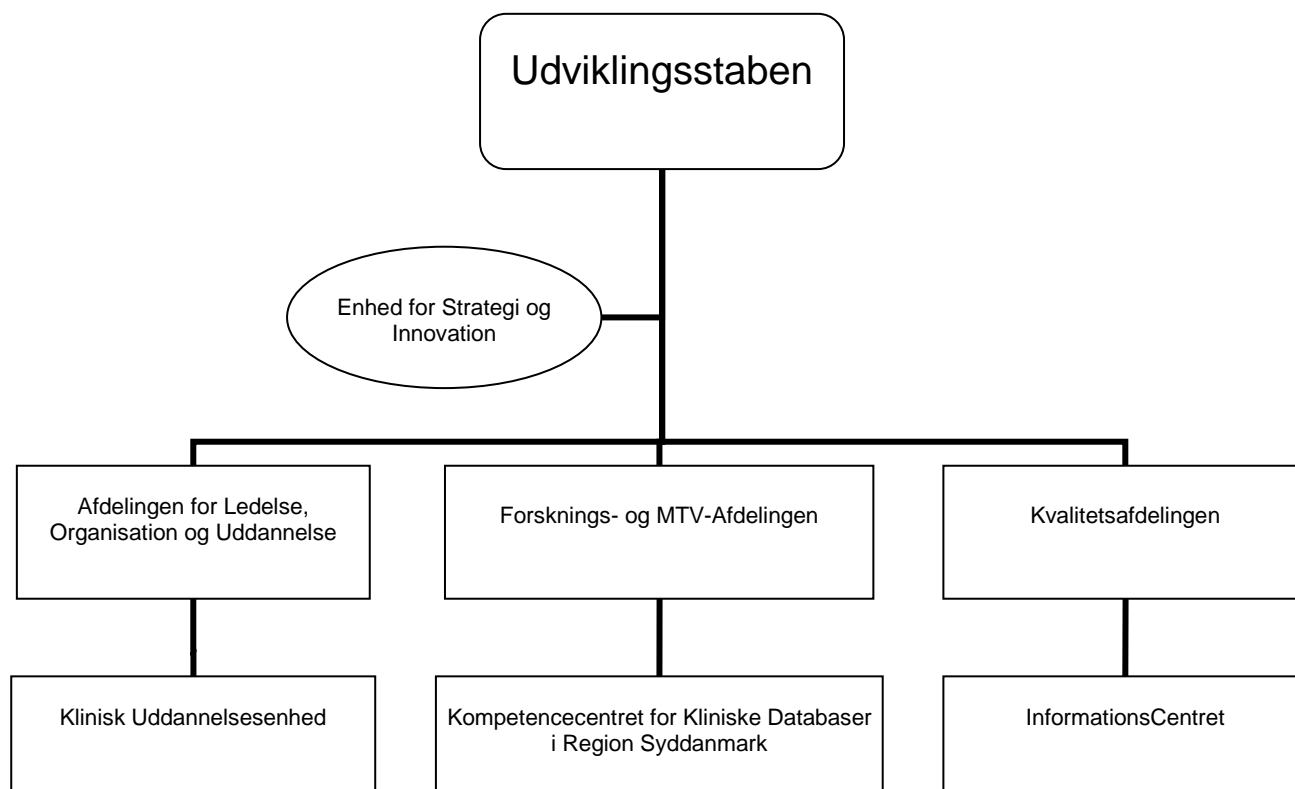 Udviklingsstaben
Enhed for Strategi og
Innovation
Afdelingen for Ledelse,
Organisation og Uddannelse
Forsknings- og MTV-Afdelingen
Kvalitetsafdelingen
Klinisk Uddannelsesenhed
Kompetencecentret for Kliniske Databaser
i Region Syddanmark
InformationsCentret